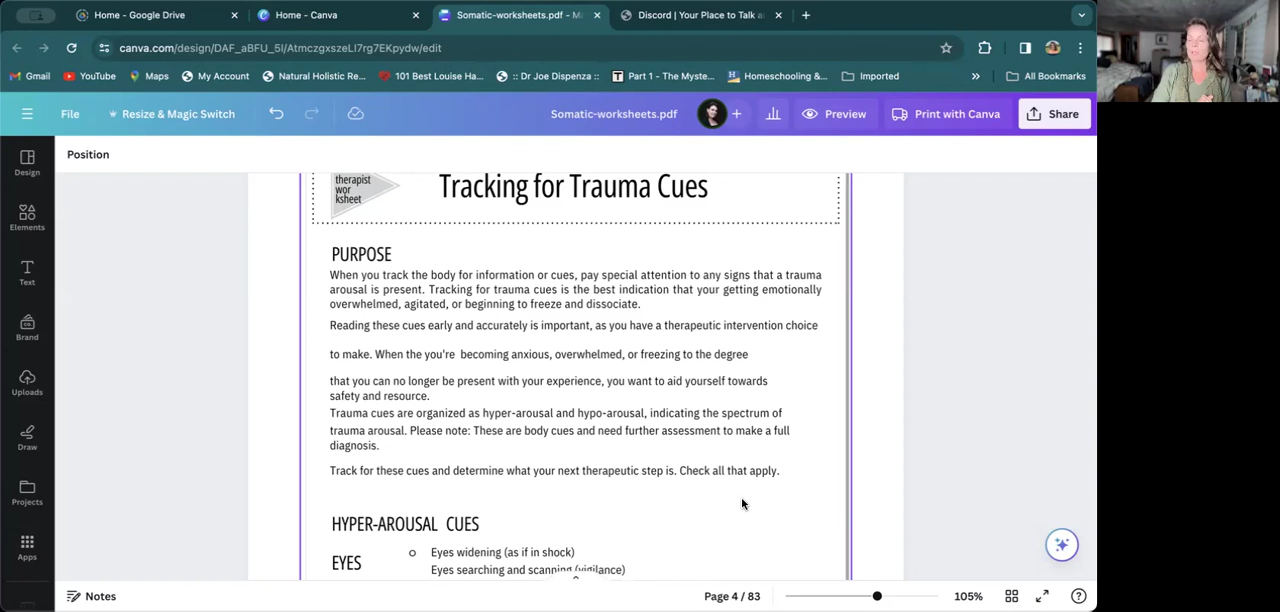 Home - Google Drive
Home - Canva
Somatic-worksheets.pdf - M
Discord | Your Place to Talk a
canva.com/design/DAF_aBFU_5I/AtmczgxszeLI7rg7EKpydw/edit
Gmail
YouTube
Maps
My Account
Natural Holistic Re...
101 Best Louise Ha...
:: Dr Joe Dispenza ::
Part 1 - The Myste...
Homeschooling &...
Imported
»
All Bookmarks
File
Resize & Magic Switch
Somatic-worksheets.pdf
Preview
Print with Canva
Share
Position
Design
Elements
Text
Brand
Uploads
Draw
Projects
Apps
therapist
wor
ksheet
Tracking for Trauma Cues
PURPOSE
When you track the body for information or cues, pay special attention to any signs that a trauma
arousal is present. Tracking for trauma cues is the best indication that your getting emotionally
overwhelmed, agitated, or beginning to freeze and dissociate.
Reading these cues early and accurately is important, as you have a therapeutic intervention choice
to make. When the you're becoming anxious, overwhelmed, or freezing to the degree
that you can no longer be present with your experience, you want to aid yourself towards
safety and resource.
Trauma cues are organized as hyper-arousal and hypo-arousal, indicating the spectrum of
trauma arousal. Please note: These are body cues and need further assessment to make a full
diagnosis.
Track for these cues and determine what your next therapeutic step is. Check all that apply.
HYPER-AROUSAL CUES
EYES
Eyes widening (as if in shock)
Eyes searching and scanning (vigilance)
Notes
Page 4 / 83
105%